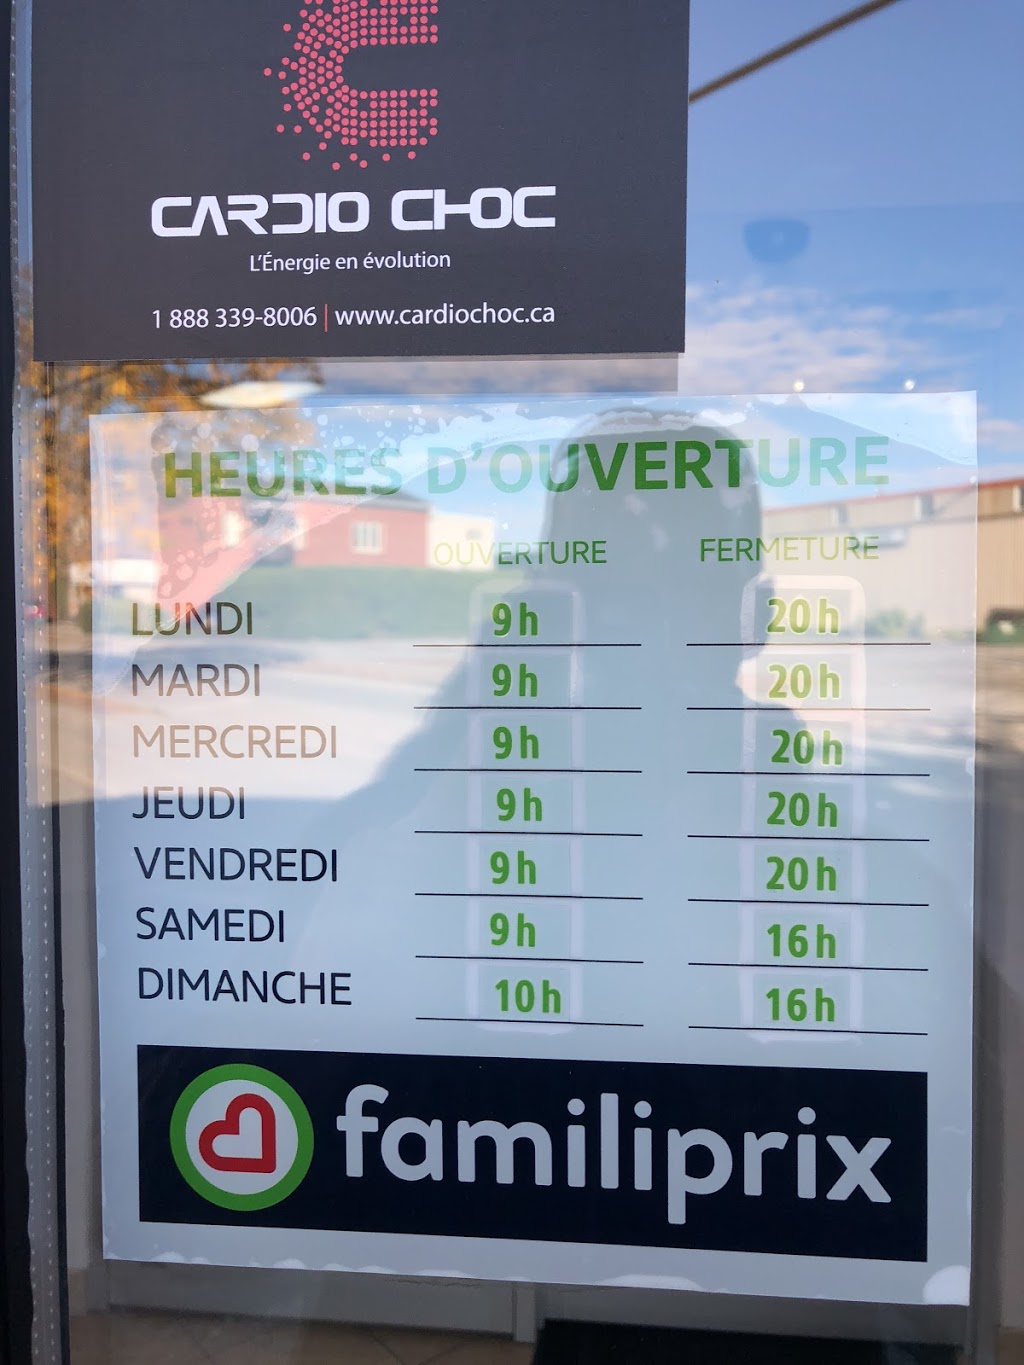 CARDIO CHOC
L'Énergie en évolution
1 888 339-8006 | www.cardiochoc.ca
HEURES D'OUVERTURE
OUVERTURE FERMETURE
LUNDI 9h 20h
MARDI 9h 20h
MERCREDI 9h 20h
JEUDI 9h 20h
VENDREDI 9h 20h
SAMEDI 9h 16h
DIMANCHE 10h 16h
familiprix